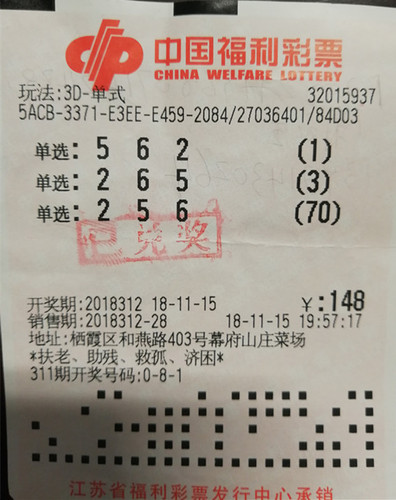 中国福利彩票
CHINA WELFARE LOTTERY
玩法:3D-单式 32015937
5ACB-3371-E3EE-E459-2084/27036401/84D03
单选: 5 6 2 (1)
单选: 2 6 5 (3)
单选: 2 5 6 (70)
已兑奖
开奖期:2018312 18-11-15 ¥:148
销售期:2018312-28 18-11-15 19:57:17
地址:栖霞区和燕路403号幕府山庄菜场
*扶老、助残、救孤、济困*
311期开奖号码:0-8-1
江苏省福利彩票发行中心承销